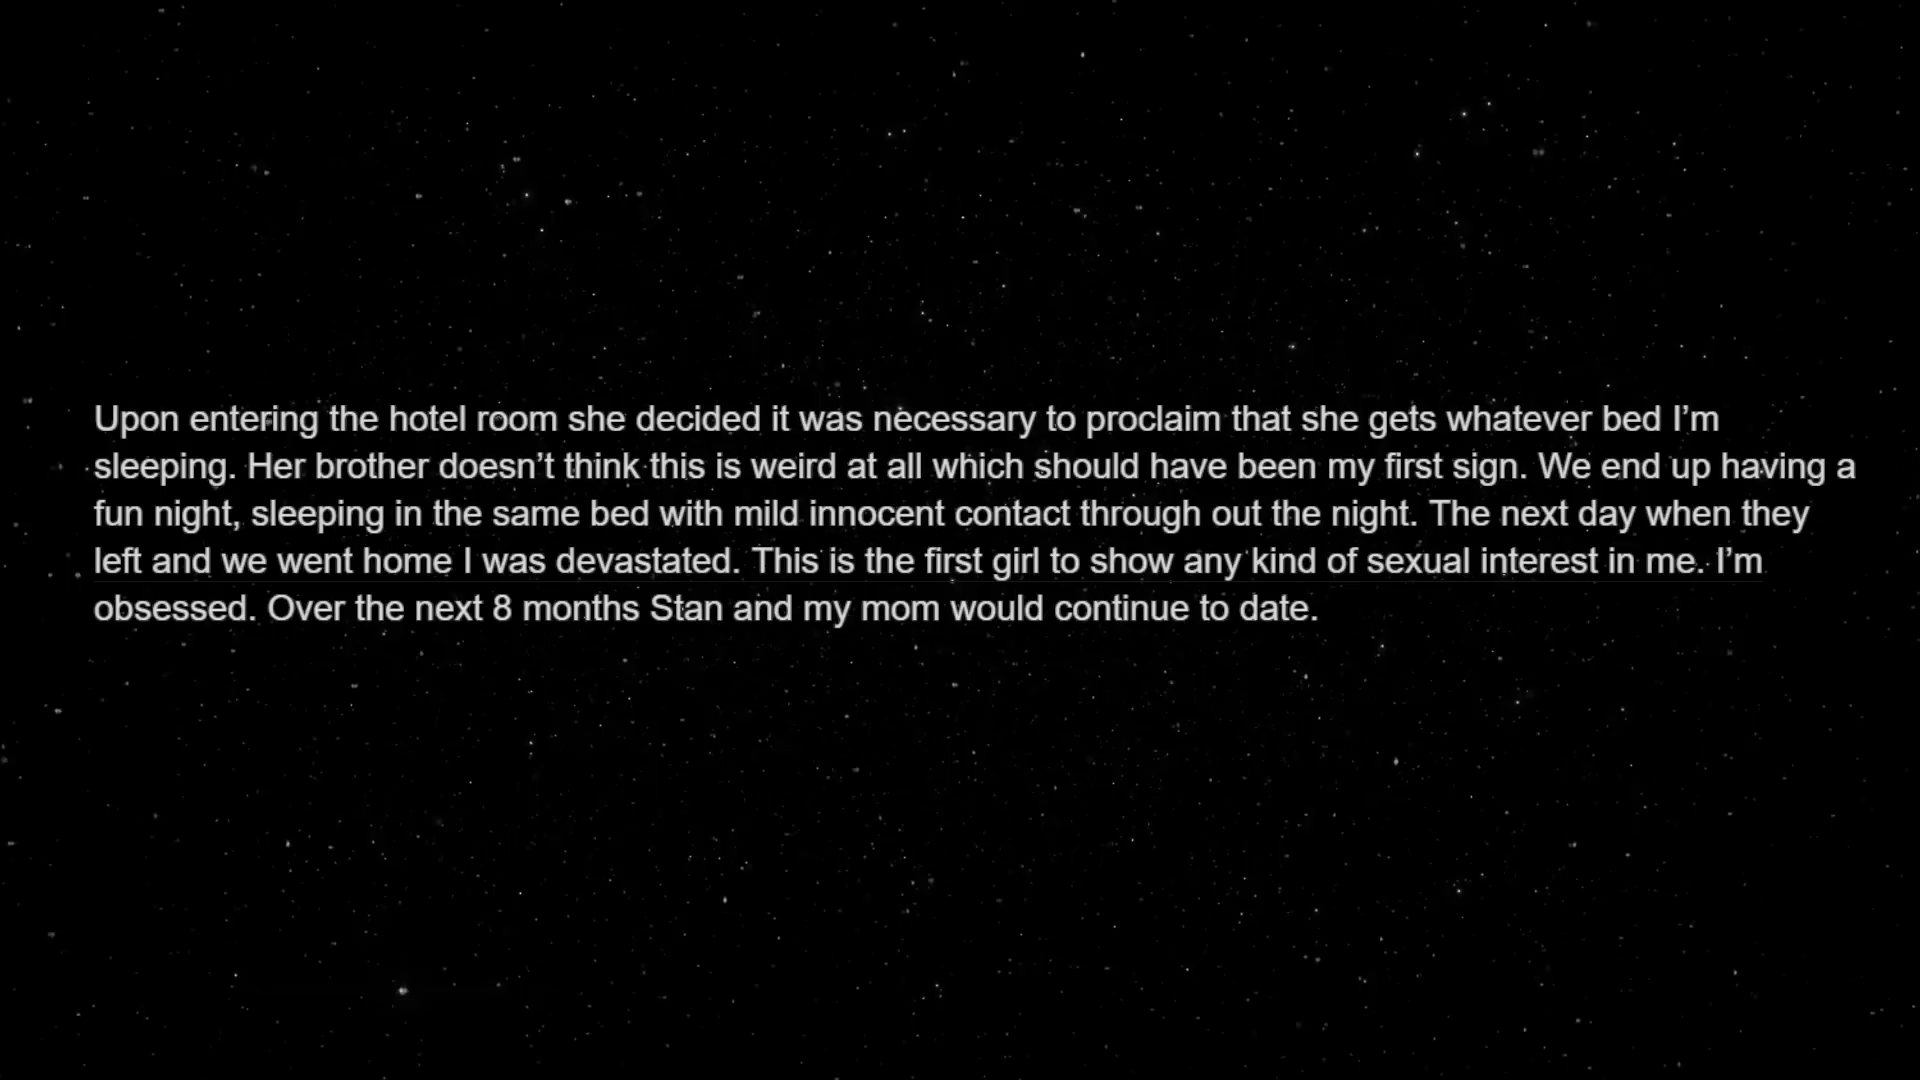 Upon entering the hotel room she decided it was necessary to proclaim that she gets whatever bed I’m
sleeping. Her brother doesn’t think this is weird at all which should have been my first sign. We end up having a
fun night, sleeping in the same bed with mild innocent contact through out the night. The next day when they
left and we went home I was devastated. This is the first girl to show any kind of sexual interest in me. I’m
obsessed. Over the next 8 months Stan and my mom would continue to date.